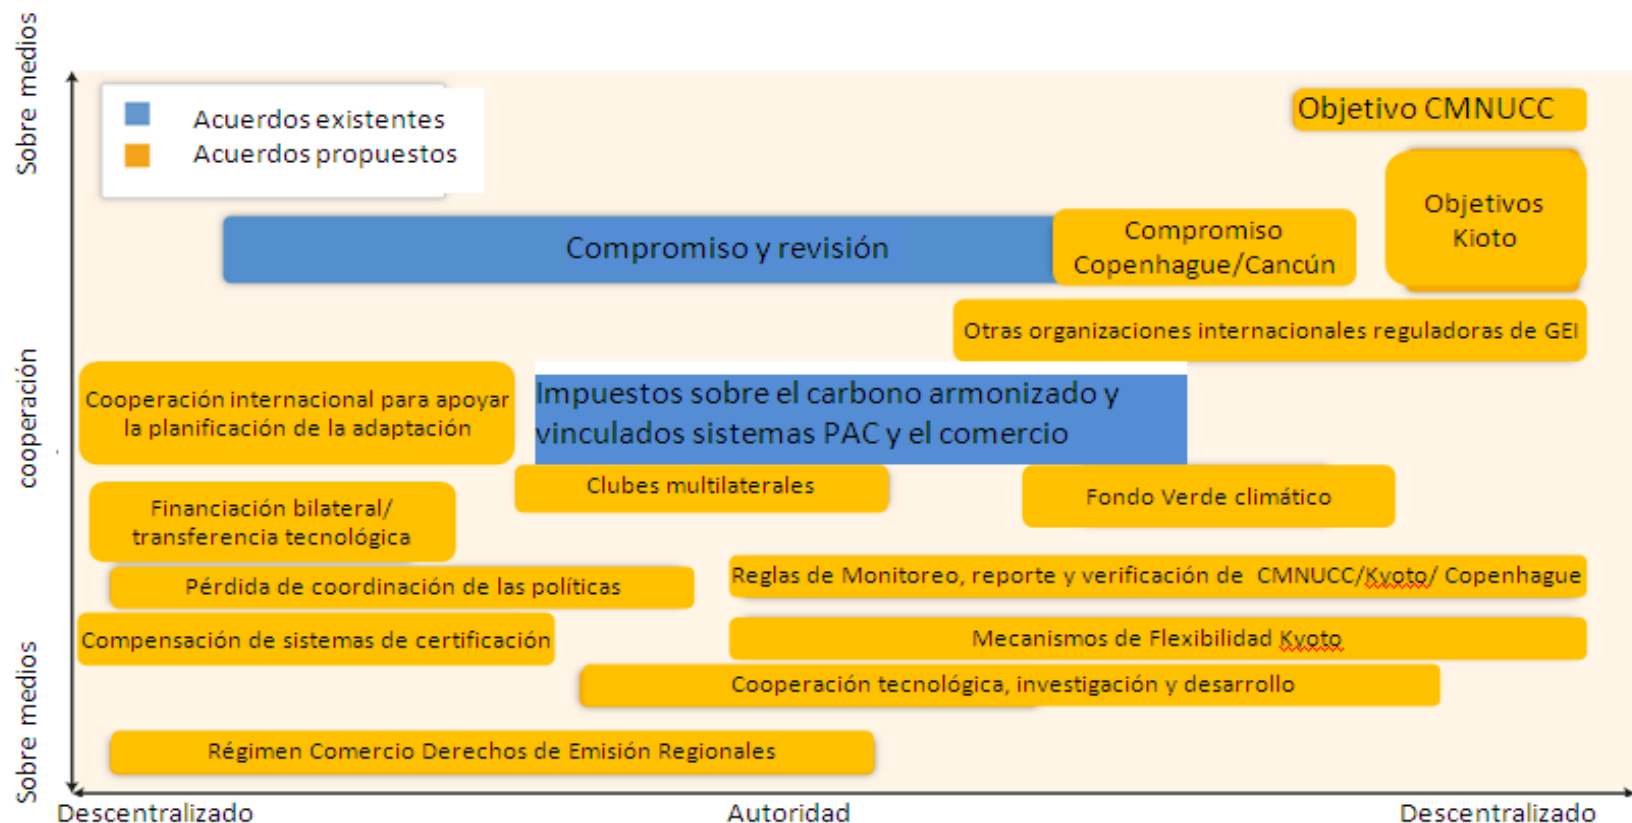 Sobre medios
cooperación
Sobre medios
Acuerdos existentes
Acuerdos propuestos
Objetivo CMNUCC
Objetivos
Kioto
Compromiso y revisión
Compromiso
Copenhague/Cancún
Otras organizaciones internacionales reguladoras de GEI
Cooperación internacional para apoyar
la planificación de la adaptación
Impuestos sobre el carbono armonizado y
vinculados sistemas PAC y el comercio
Clubes multilaterales
Fondo Verde climático
Financiación bilateral/
transferencia tecnológica
Pérdida de coordinación de las políticas
Reglas de Monitoreo, reporte y verificación de CMNUCC/Kyoto/ Copenhague
Compensación de sistemas de certificación
Mecanismos de Flexibilidad Kyoto
Cooperación tecnológica, investigación y desarrollo
Régimen Comercio Derechos de Emisión Regionales
Descentralizado
Autoridad
Descentralizado